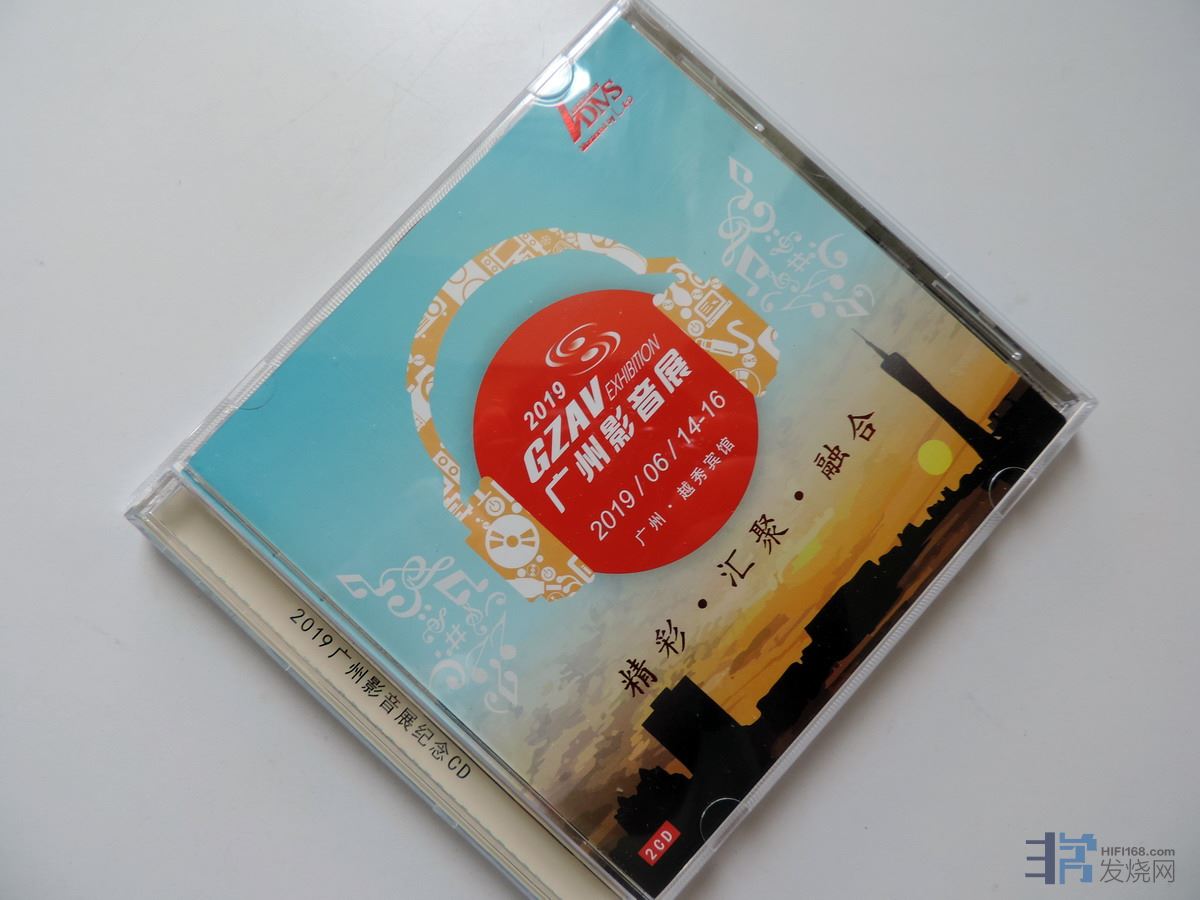 ADMS
2019
GZAV EXHIBITION
广州影音展
2019/06/14-16
广州·越秀宾馆
精彩·汇聚·融合
2CD
2019广州影音展纪念CD
HIFI168.com
发烧网